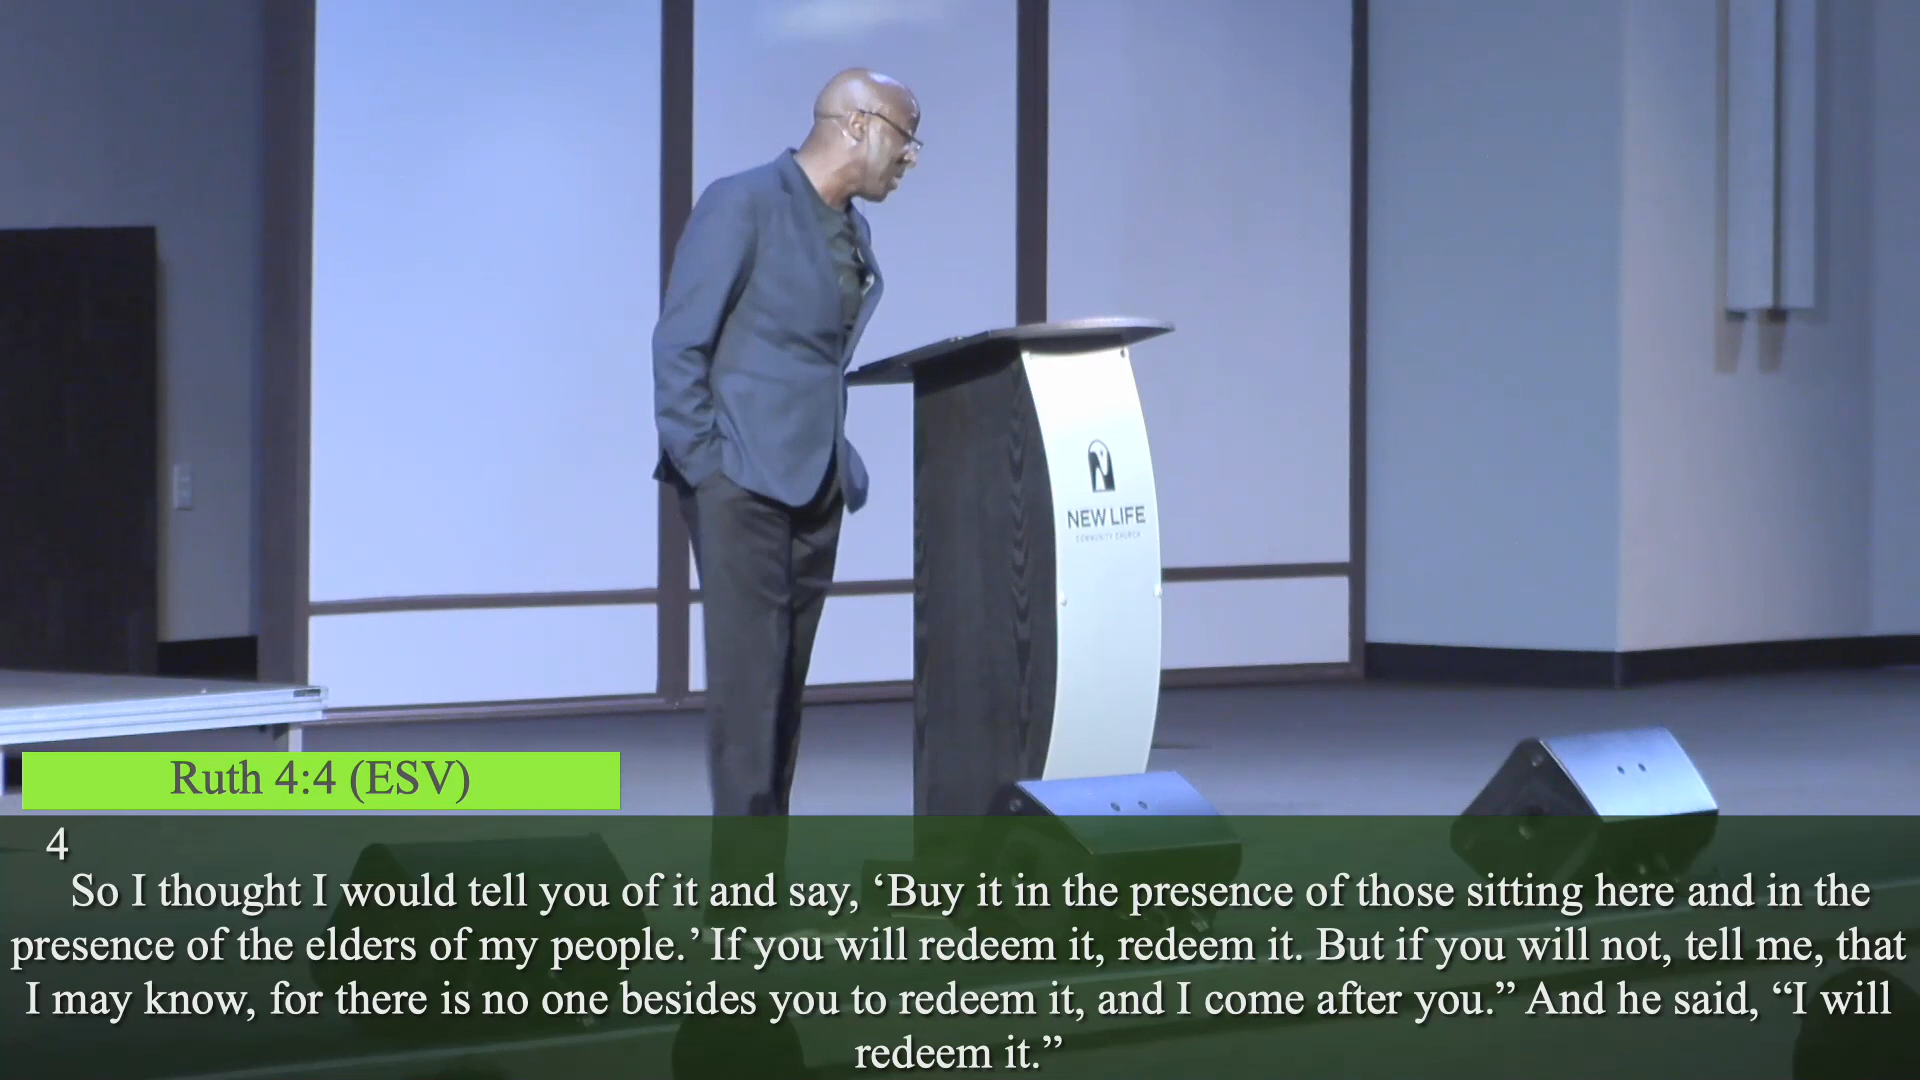 NEW LIFE
COMMUNITY CHURCH
Ruth 4:4 (ESV)
4
So I thought I would tell you of it and say, ‘Buy it in the presence of those sitting here and in the
presence of the elders of my people.’ If you will redeem it, redeem it. But if you will not, tell me, that
I may know, for there is no one besides you to redeem it, and I come after you.” And he said, “I will
redeem it.”